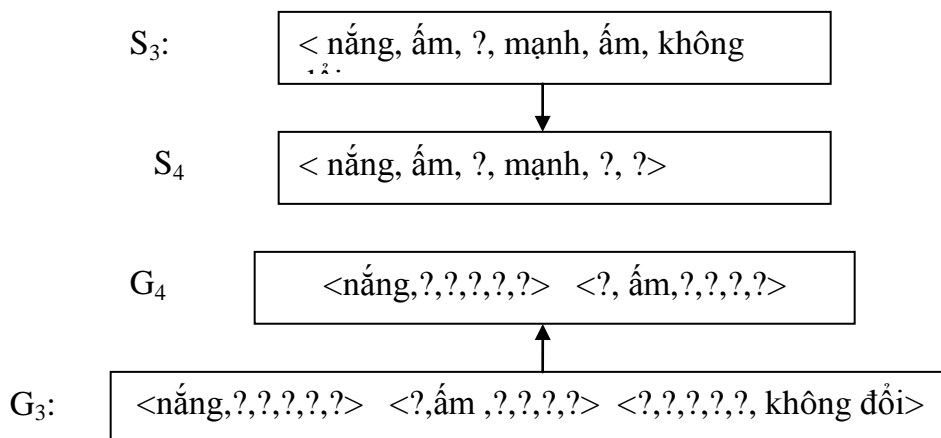 S3: < nắng, ấm, ?, mạnh, ấm, không
S4 < nắng, ấm, ?, mạnh, ?, ?>
G4 <nắng,?,?,?,?,?> <?, ấm,?,?,?,?>
G3: <nắng,?,?,?,?,?> <?,ấm ,?,?,?,?> <?,?,?,?,?, không đổi>